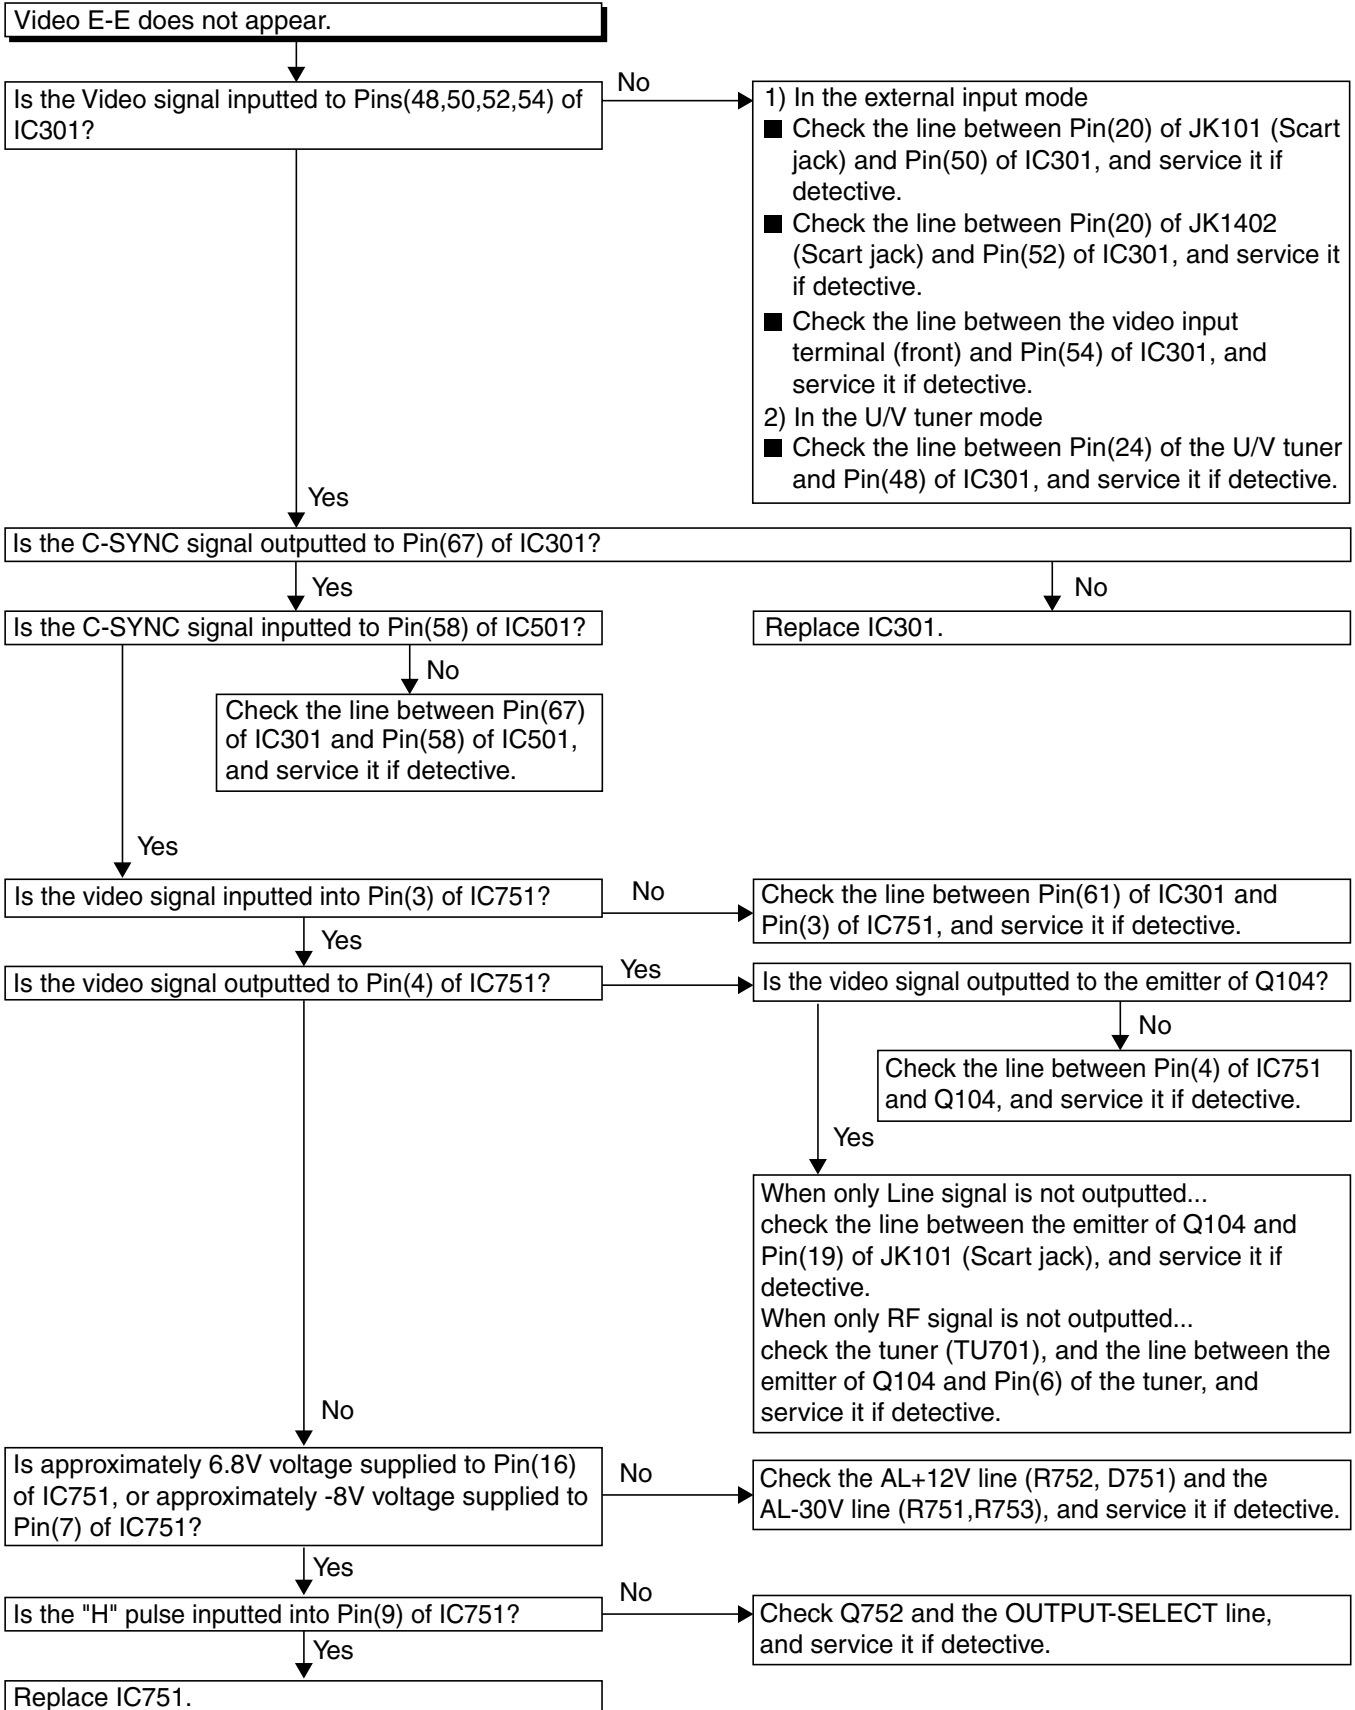 Video E-E does not appear.
Is the Video signal inputted to Pins(48,50,52,54) of
IC301?
No
1) In the external input mode
■ Check the line between Pin(20) of JK101 (Scart
jack) and Pin(50) of IC301, and service it if
detective.
■ Check the line between Pin(20) of JK1402
(Scart jack) and Pin(52) of IC301, and service it
if detective.
■ Check the line between the video input
terminal (front) and Pin(54) of IC301, and
service it if detective.
2) In the U/V tuner mode
■ Check the line between Pin(24) of the U/V tuner
and Pin(48) of IC301, and service it if detective.
Yes
Is the C-SYNC signal outputted to Pin(67) of IC301?
Yes
No
Is the C-SYNC signal inputted to Pin(58) of IC501?
Replace IC301.
No
Check the line between Pin(67)
of IC301 and Pin(58) of IC501,
and service it if detective.
Yes
Is the video signal inputted into Pin(3) of IC751?
No
Check the line between Pin(61) of IC301 and
Pin(3) of IC751, and service it if detective.
Yes
Is the video signal outputted to Pin(4) of IC751?
Yes
Is the video signal outputted to the emitter of Q104?
No
Check the line between Pin(4) of IC751
and Q104, and service it if detective.
Yes
When only Line signal is not outputted...
check the line between the emitter of Q104 and
Pin(19) of JK101 (Scart jack), and service it if
detective.
When only RF signal is not outputted...
check the tuner (TU701), and the line between the
emitter of Q104 and Pin(6) of the tuner, and
service it if detective.
No
Is approximately 6.8V voltage supplied to Pin(16)
of IC751, or approximately -8V voltage supplied to
Pin(7) of IC751?
No
Check the AL+12V line (R752, D751) and the
AL-30V line (R751,R753), and service it if detective.
Yes
Is the "H" pulse inputted into Pin(9) of IC751?
No
Check Q752 and the OUTPUT-SELECT line,
and service it if detective.
Yes
Replace IC751.